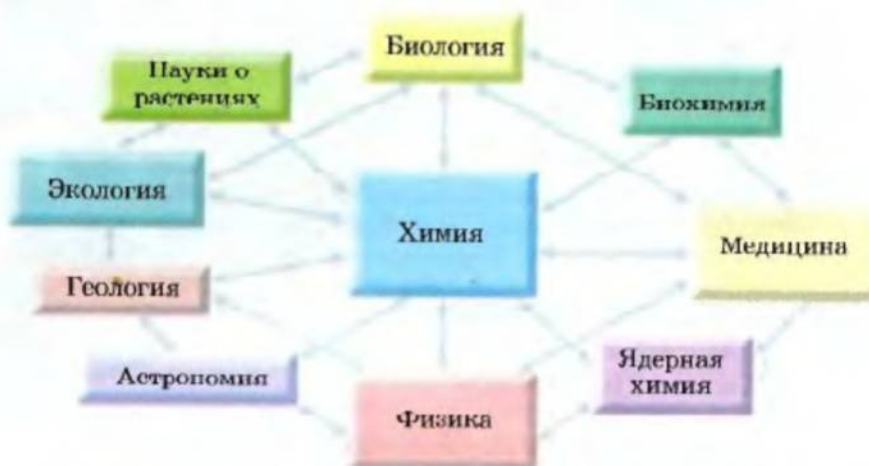 Биология
Науки о
растениях
Биохимия
Экология
Химия
Медицина
Геология
Астрономия
Ядерная
химия
Физика